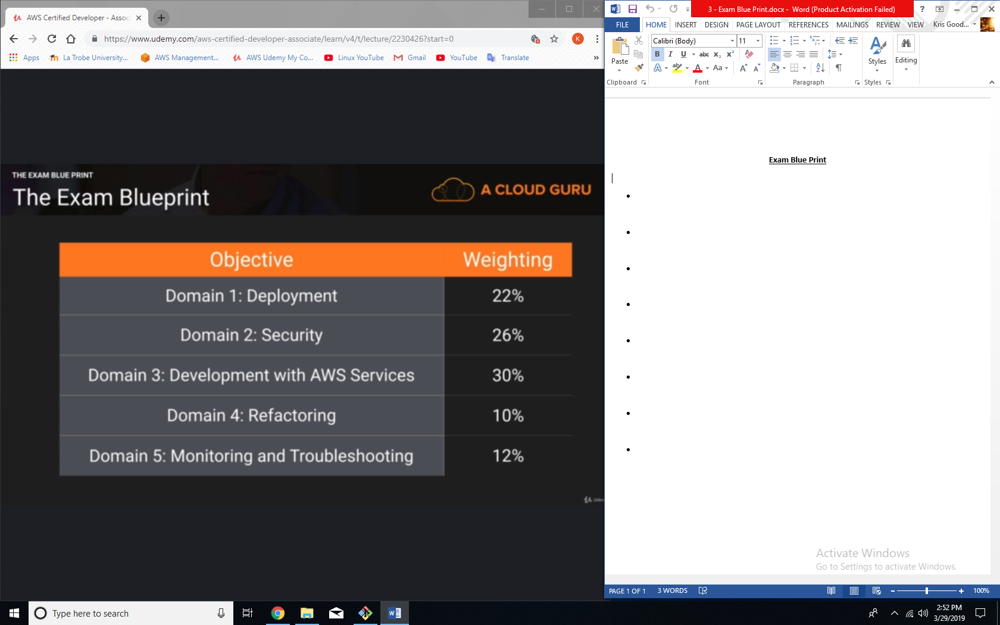 AWS Certified Developer - Assoc
https://www.udemy.com/aws-certified-developer-associate/learn/v4/t/lecture/2230426?start=0
K
Apps
La Trobe University...
AWS Management...
AWS Udemy My Co...
Linux YouTube
Gmail
YouTube
Translate
»
THE EXAM BLUE PRINT
The Exam Blueprint
A CLOUD GURU
Objective Weighting
Domain 1: Deployment 22%
Domain 2: Security 26%
Domain 3: Development with AWS Services 30%
Domain 4: Refactoring 10%
Domain 5: Monitoring and Troubleshooting 12%
3 - Exam Blue Print.docx - Word (Product Activation Failed)
?
FILE HOME INSERT DESIGN PAGE LAYOUT REFERENCES MAILINGS REVIEW VIEW Kris Good...
Calibri (Body) 11
Paste
B I U abc x₂ x²
A ab A Aa A A
Styles
Editing
Clipboard Font Paragraph Styles
Exam Blue Print
Activate Windows
Go to Settings to activate Windows.
PAGE 1 OF 1 3 WORDS 100%
Type here to search
2:52 PM
3/29/2019